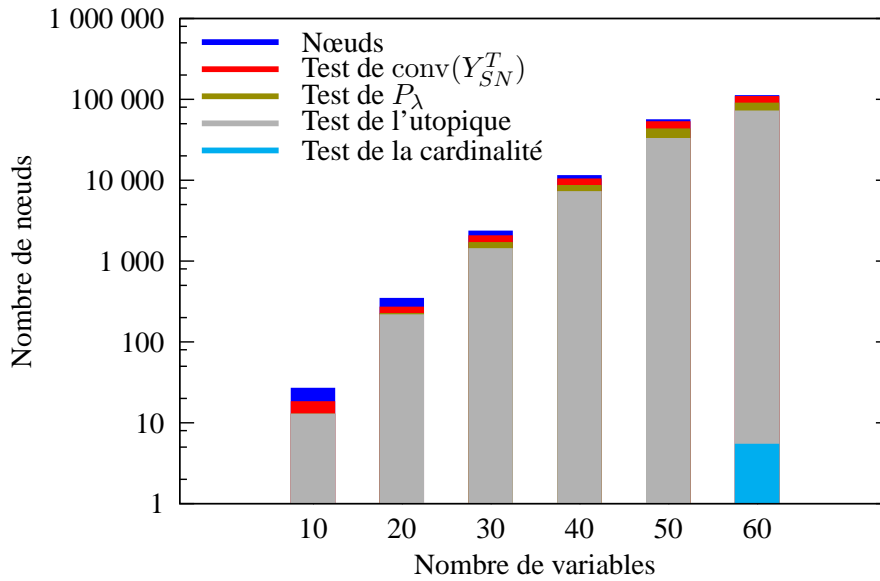 1 000 000
100 000
10 000
1 000
100
10
1
Nombre de nœuds
Nœuds
Test de conv(Y_{SN}^T)
Test de P_λ
Test de l'utopique
Test de la cardinalité
10 20 30 40 50 60
Nombre de variables